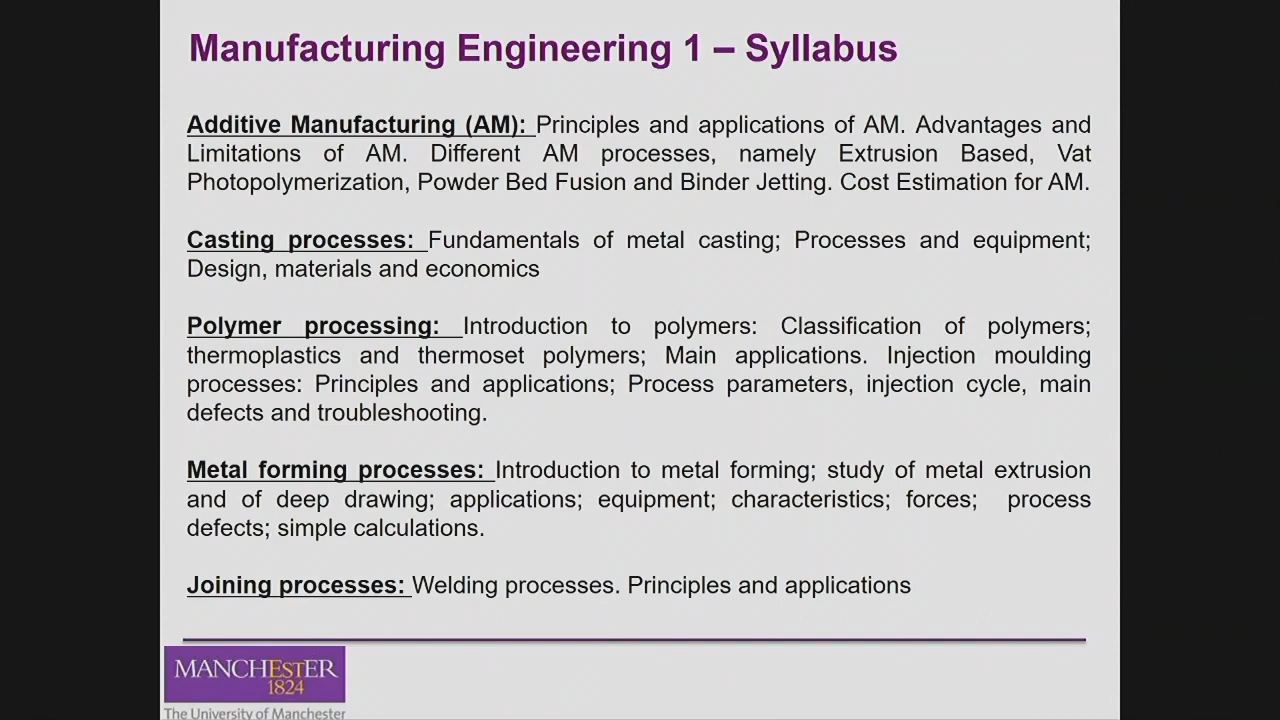 Manufacturing Engineering 1 – Syllabus
Additive Manufacturing (AM): Principles and applications of AM. Advantages and
Limitations of AM. Different AM processes, namely Extrusion Based, Vat
Photopolymerization, Powder Bed Fusion and Binder Jetting. Cost Estimation for AM.
Casting processes: Fundamentals of metal casting; Processes and equipment;
Design, materials and economics
Polymer processing: Introduction to polymers: Classification of polymers;
thermoplastics and thermoset polymers; Main applications. Injection moulding
processes: Principles and applications; Process parameters, injection cycle, main
defects and troubleshooting.
Metal forming processes: Introduction to metal forming; study of metal extrusion
and of deep drawing; applications; equipment; characteristics; forces; process
defects; simple calculations.
Joining processes: Welding processes. Principles and applications
MANCHESTER
1824
The University of Manchester